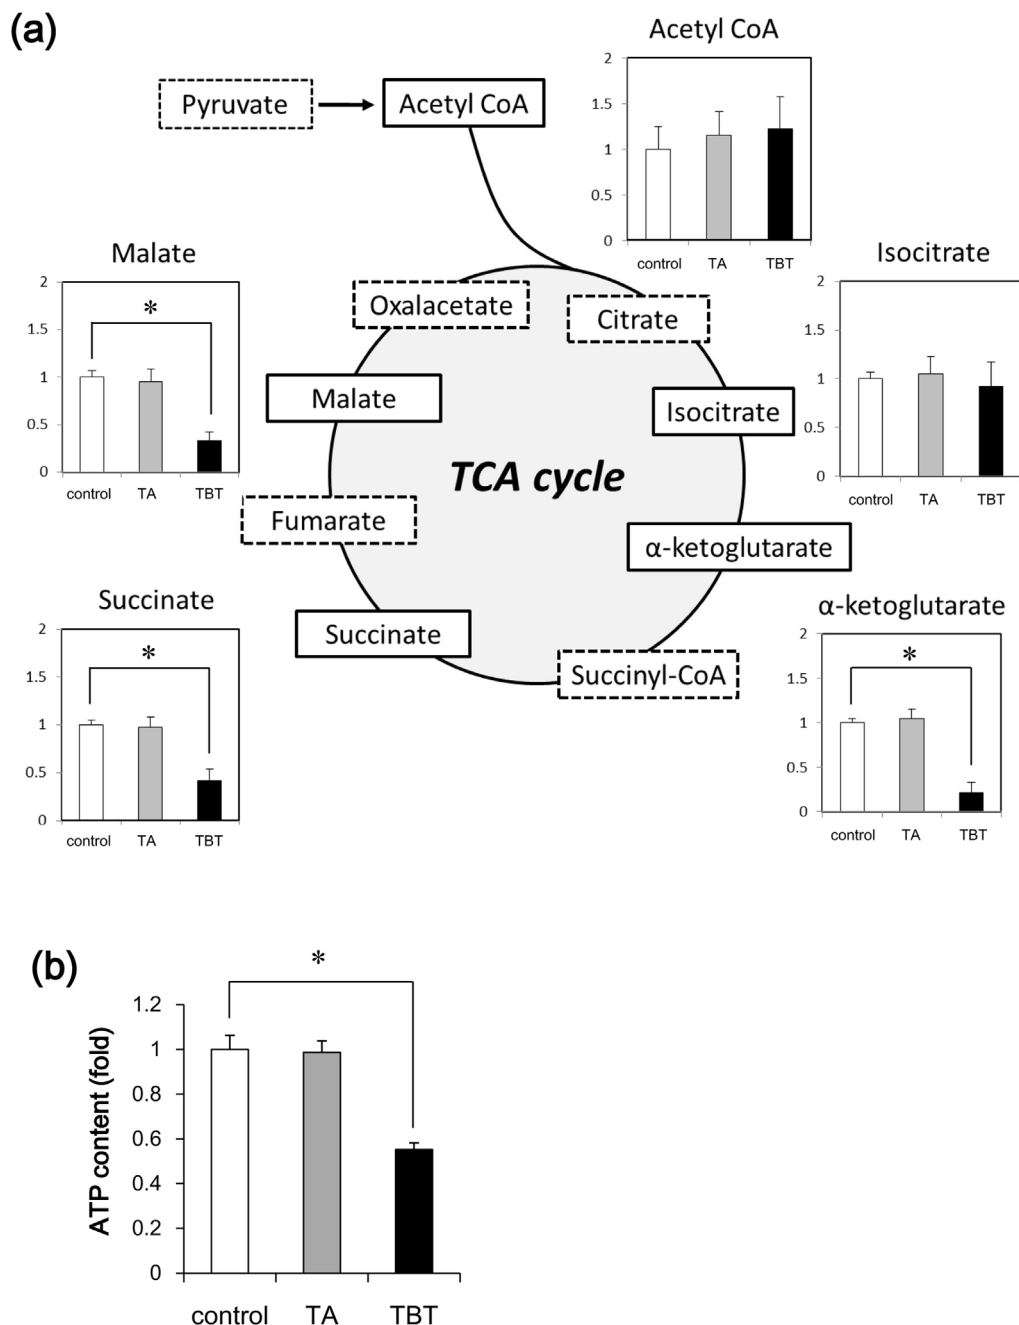 (a)
Acetyl CoA
2
1.5
1
0.5
0
control TA TBT
Pyruvate
Acetyl CoA
Malate
2
1.5
1
0.5
0
*
control TA TBT
Isocitrate
2
1.5
1
0.5
0
control TA TBT
Oxalacetate
Citrate
Malate
Isocitrate
TCA cycle
Fumarate
α-ketoglutarate
Succinate
Succinyl-CoA
Succinate
2
1.5
1
0.5
0
*
control TA TBT
α-ketoglutarate
2
1.5
1
0.5
0
*
control TA TBT
(b)
*
ATP content (fold)
1.2
1
0.8
0.6
0.4
0.2
0
control TA TBT